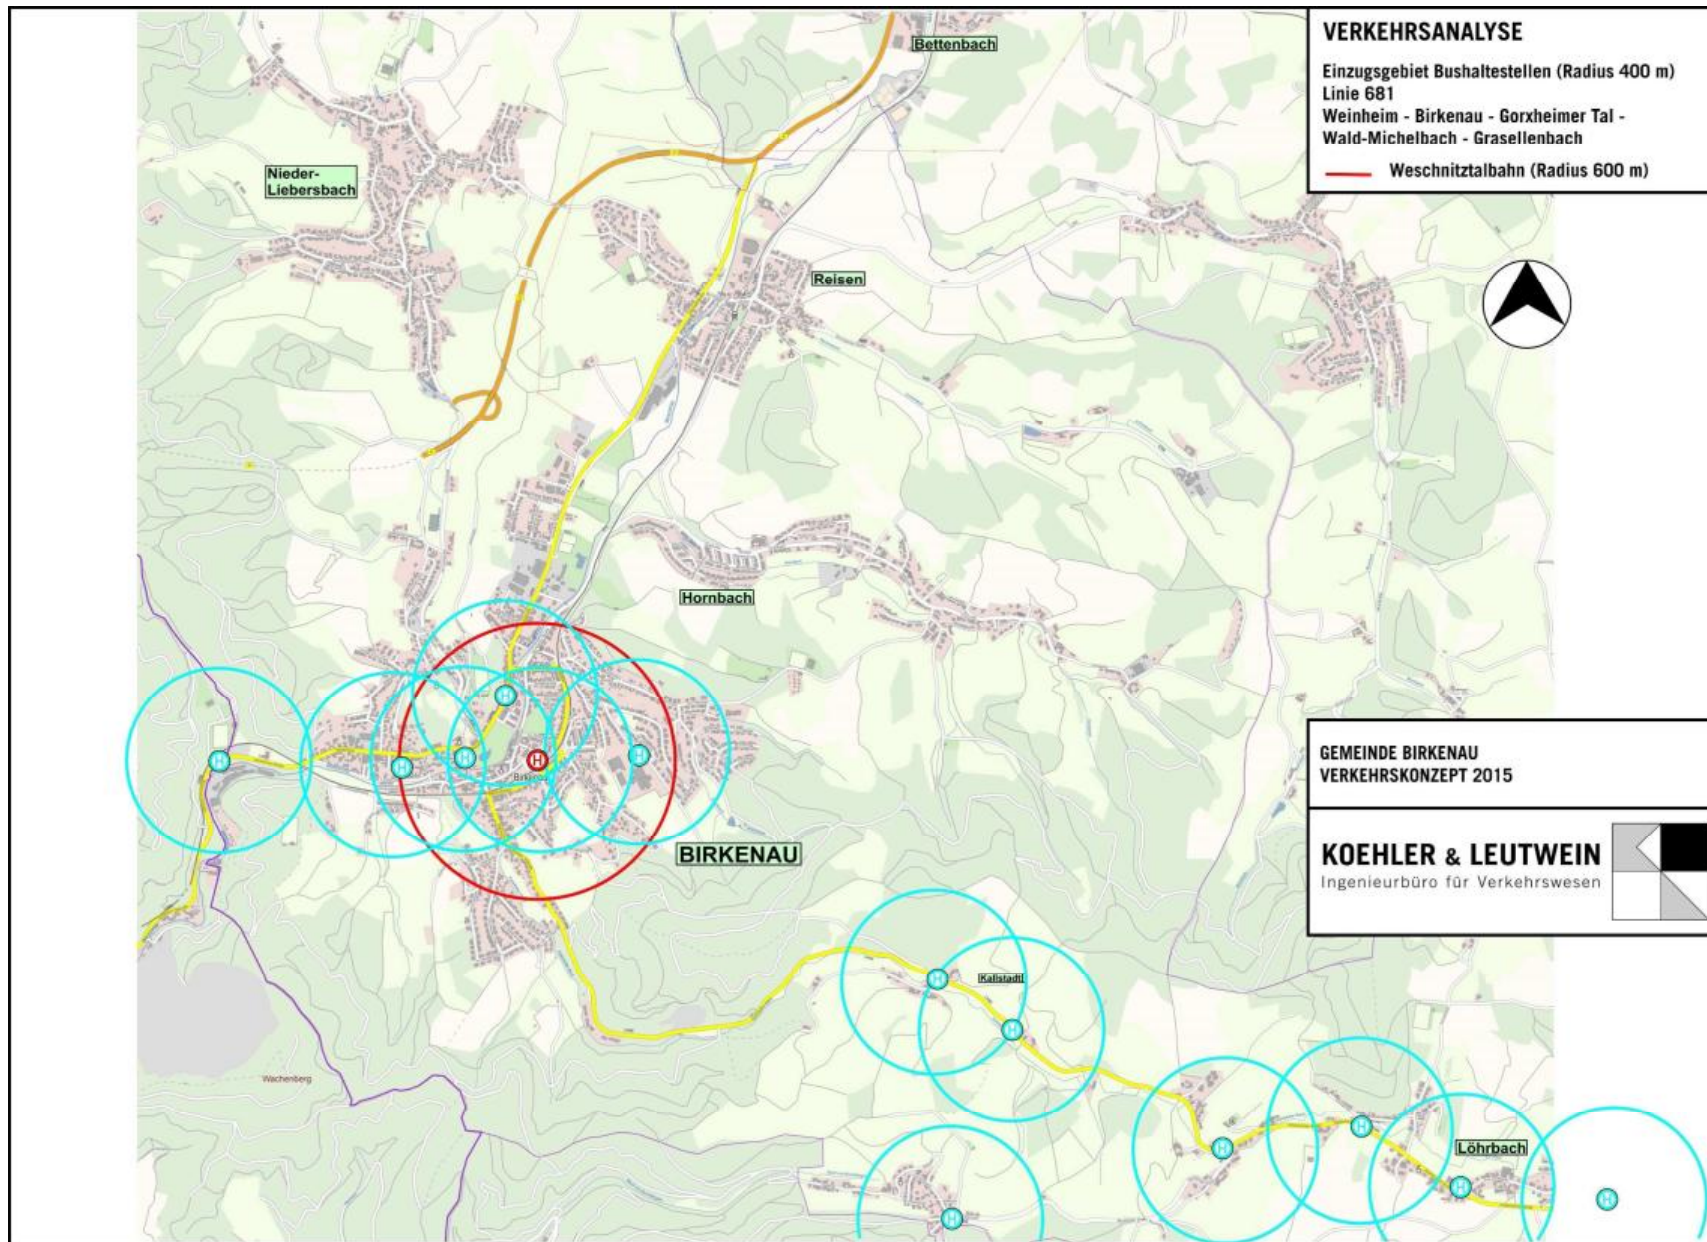 VERKEHRSANALYSE
Einzugsgebiet Bushaltestellen (Radius 400 m)
Linie 681
Weinheim - Birkenau - Gorxheimer Tal -
Wald-Michelbach - Grasellenbach
Weschnitztalbahn (Radius 600 m)
Bettenbach
Nieder-
Liebersbach
Reisen
Hornbach
H
H
H
H
H
H
Birkenau
BIRKENAU
GEMEINDE BIRKENAU
VERKEHRSKONZEPT 2015
KOEHLER & LEUTWEIN
Ingenieurbüro für Verkehrswesen
H
Kallstadt
H
Wachenberg
H
H
Löhrbach
H
H
H